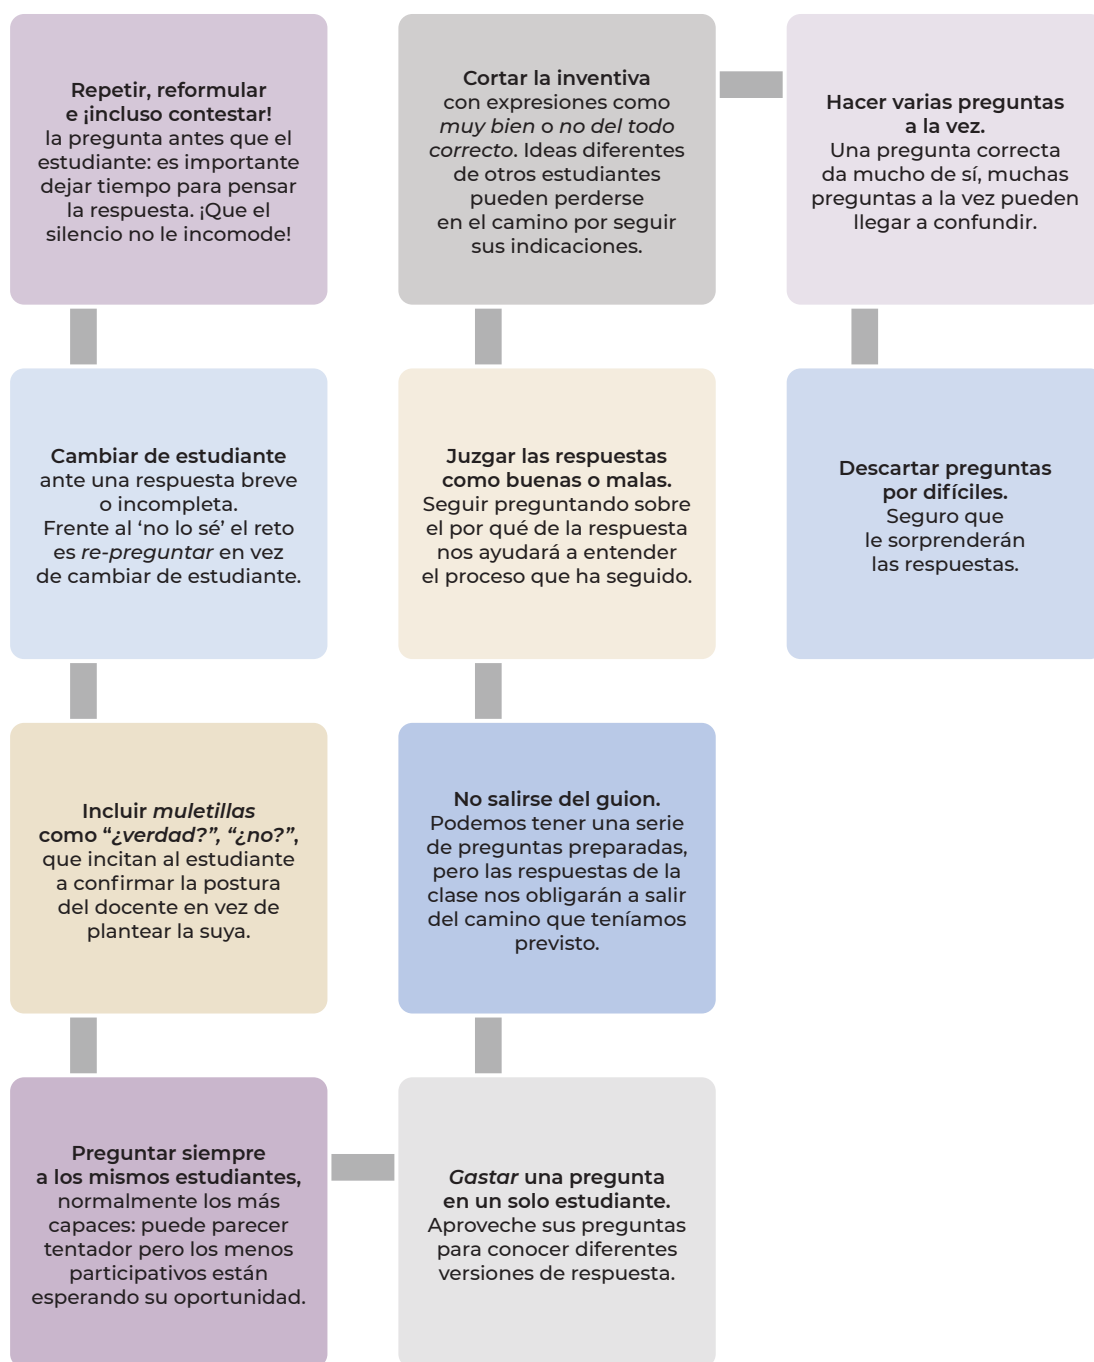 Repetir, reformular
e ¡incluso contestar!
la pregunta antes que el
estudiante: es importante
dejar tiempo para pensar
la respuesta. ¡Que el
silencio no le incomode!
Cambiar de estudiante
ante una respuesta breve
o incompleta.
Frente al ‘no lo sé’ el reto
es re-preguntar en vez
de cambiar de estudiante.
Incluir muletillas
como “¿verdad?”, “¿no?”,
que incitan al estudiante
a confirmar la postura
del docente en vez de
plantear la suya.
Preguntar siempre
a los mismos estudiantes,
normalmente los más
capaces: puede parecer
tentador pero los menos
participativos están
esperando su oportunidad.
Gastar una pregunta
en un solo estudiante.
Aproveche sus preguntas
para conocer diferentes
versiones de respuesta.
No salirse del guion.
Podemos tener una serie
de preguntas preparadas,
pero las respuestas de la
clase nos obligarán a salir
del camino que teníamos
previsto.
Juzgar las respuestas
como buenas o malas.
Seguir preguntando sobre
el por qué de la respuesta
nos ayudará a entender
el proceso que ha seguido.
Cortar la inventiva
con expresiones como
muy bien o no del todo
correcto. Ideas diferentes
de otros estudiantes
pueden perderse
en el camino por seguir
sus indicaciones.
Hacer varias preguntas
a la vez.
Una pregunta correcta
da mucho de sí, muchas
preguntas a la vez pueden
llegar a confundir.
Descartar preguntas
por difíciles.
Seguro que
le sorprenderán
las respuestas.